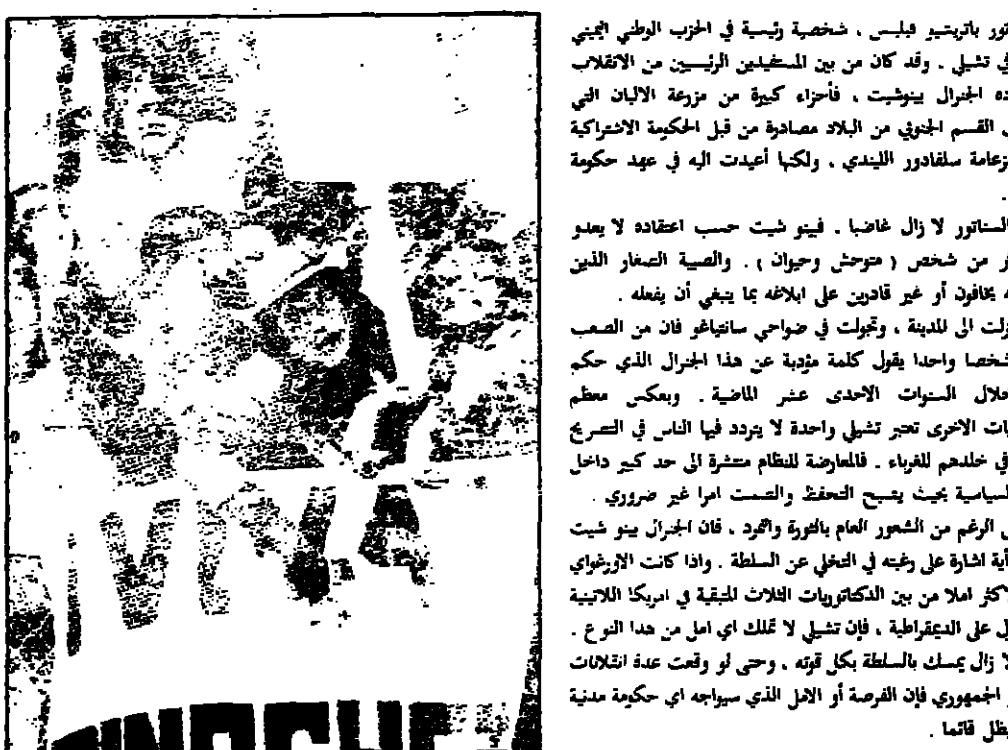 تور باتريشيو فيلبس ، شخصية رئيسة في الحزب الوطني اليميني
في تشيلي . وقد كان من بين المستفيدين الرئيسيين من الانقلاب
ده الجنرال بينوشيت ، فأجزاء كبيرة من مزرعة الالبان التي
القسم الجنوبي من البلاد مصادرة من قبل الحكومة الاشتراكية
زعامة سلفادور الليندي ، ولكنها أعيدت اليه في عهد حكومة
السناتور لا زال غاضبا . فبينو شيت حسب اعتقاده لا يعدو
من شخص ( متوحش وحيوان ) . والصبية الصغار الذين
ه يخافون أو غير قادرين على ابلاغه بما ينبغي أن يفعله .
ولت الى المدينة ، وتجولت في ضواحي سانتياغو فان من الصعب
شخصا واحدا يقول كلمة مؤدبة عن هذا الجنرال الذي حكم
خلال السنوات الاحدى عشر الماضية . وبعكس معظم
يات الاخرى تعتبر تشيلي واحدة لا يتردد فيها الناس في التصريح
في خلدهم للغرباء . فالمعارضة للنظام منتشرة الى حد كبير داخل
لسياسية بحيث يصبح التحفظ والصمت امرا غير ضروري .
ى الرغم من الشعور العام بالثورة والتمرد ، فان الجنرال بينو شيت
أية اشارة على رغبته في التخلي عن السلطة . واذا كانت الاورغواي
لاكثر املا من بين الدكتاتوريات الثلاث المتبقية في امريكا اللاتينية
ل على الديمقراطية ، فإن تشيلي لا تملك اي امل من هذا النوع .
لا زال يمسك بالسلطة بكل قوته ، وحتى لو وقعت عدة انقلابات
الجمهوري فإن الفرصة أو الامل الذي سيواجه اي حكومة مدنية
يظل قائما .